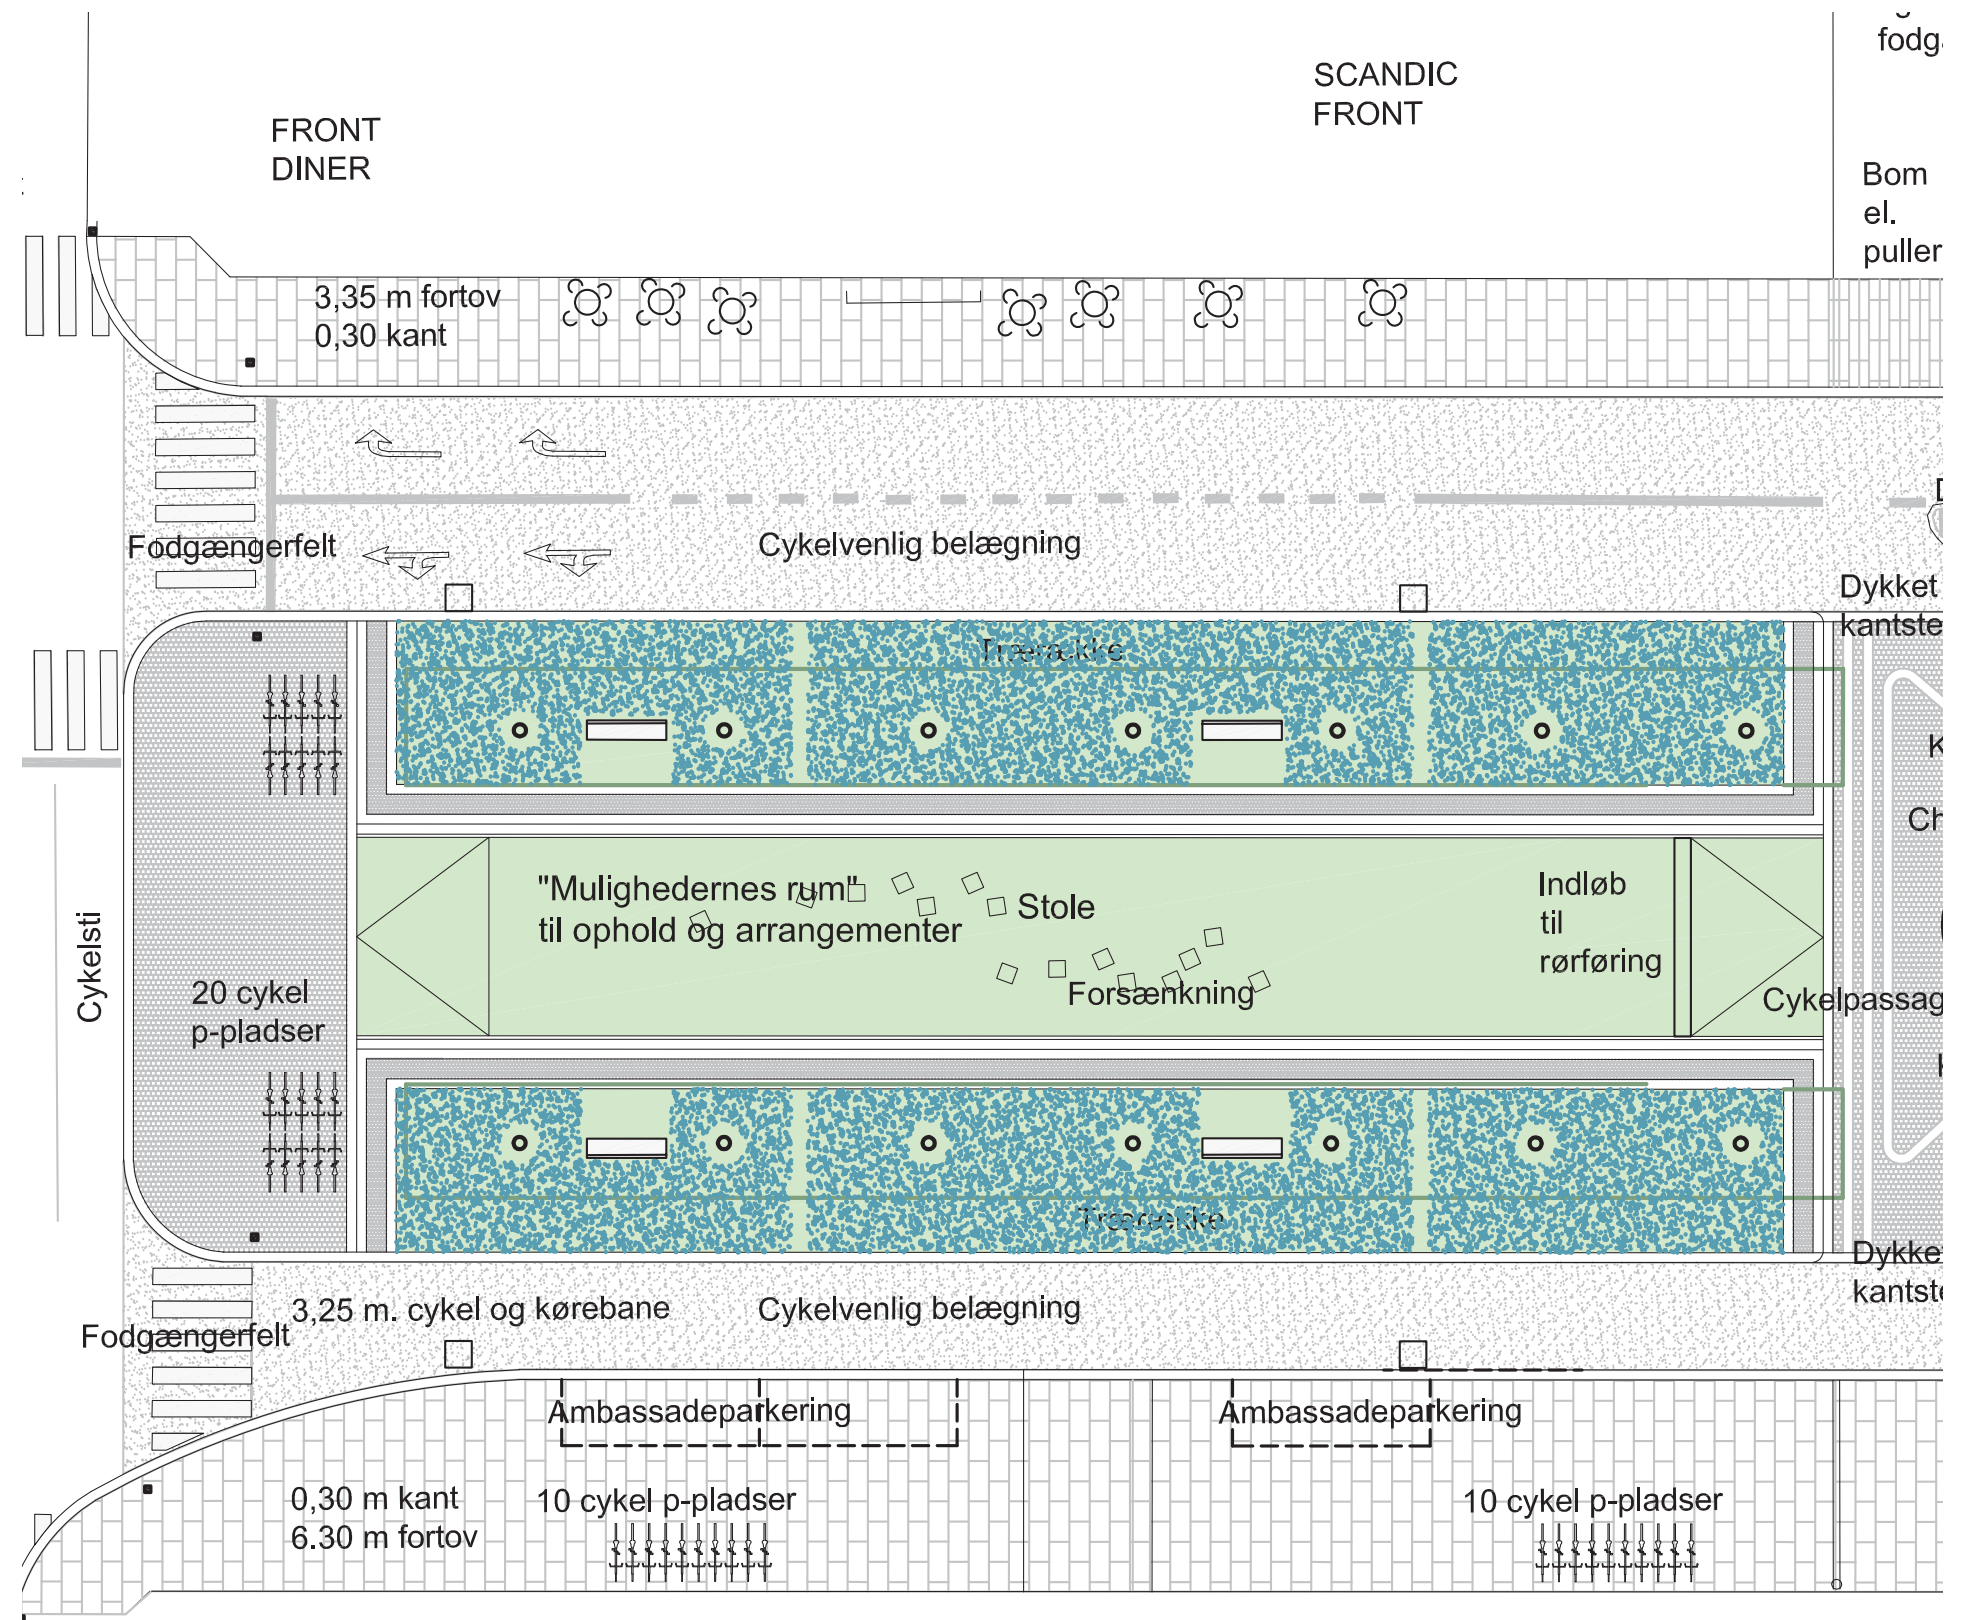 SCANDIC
FRONT
FRONT
DINER
Bom
el.
puller
3,35 m fortov
0,30 kant
Fodgængerfelt
Cykelvenlig belægning
Dykket
Trærække
"Mulighedernes rum"
til ophold og arrangementer
Stole
Forsænkning
Indløb
til
rørføring
Cykelsti
20 cykel
p-pladser
Trærække
3,25 m. cykel og kørebane
Cykelvenlig belægning
Fodgængerfelt
Ambassadeparkering
Ambassadeparkering
0,30 m kant
6.30 m fortov
10 cykel p-pladser
10 cykel p-pladser